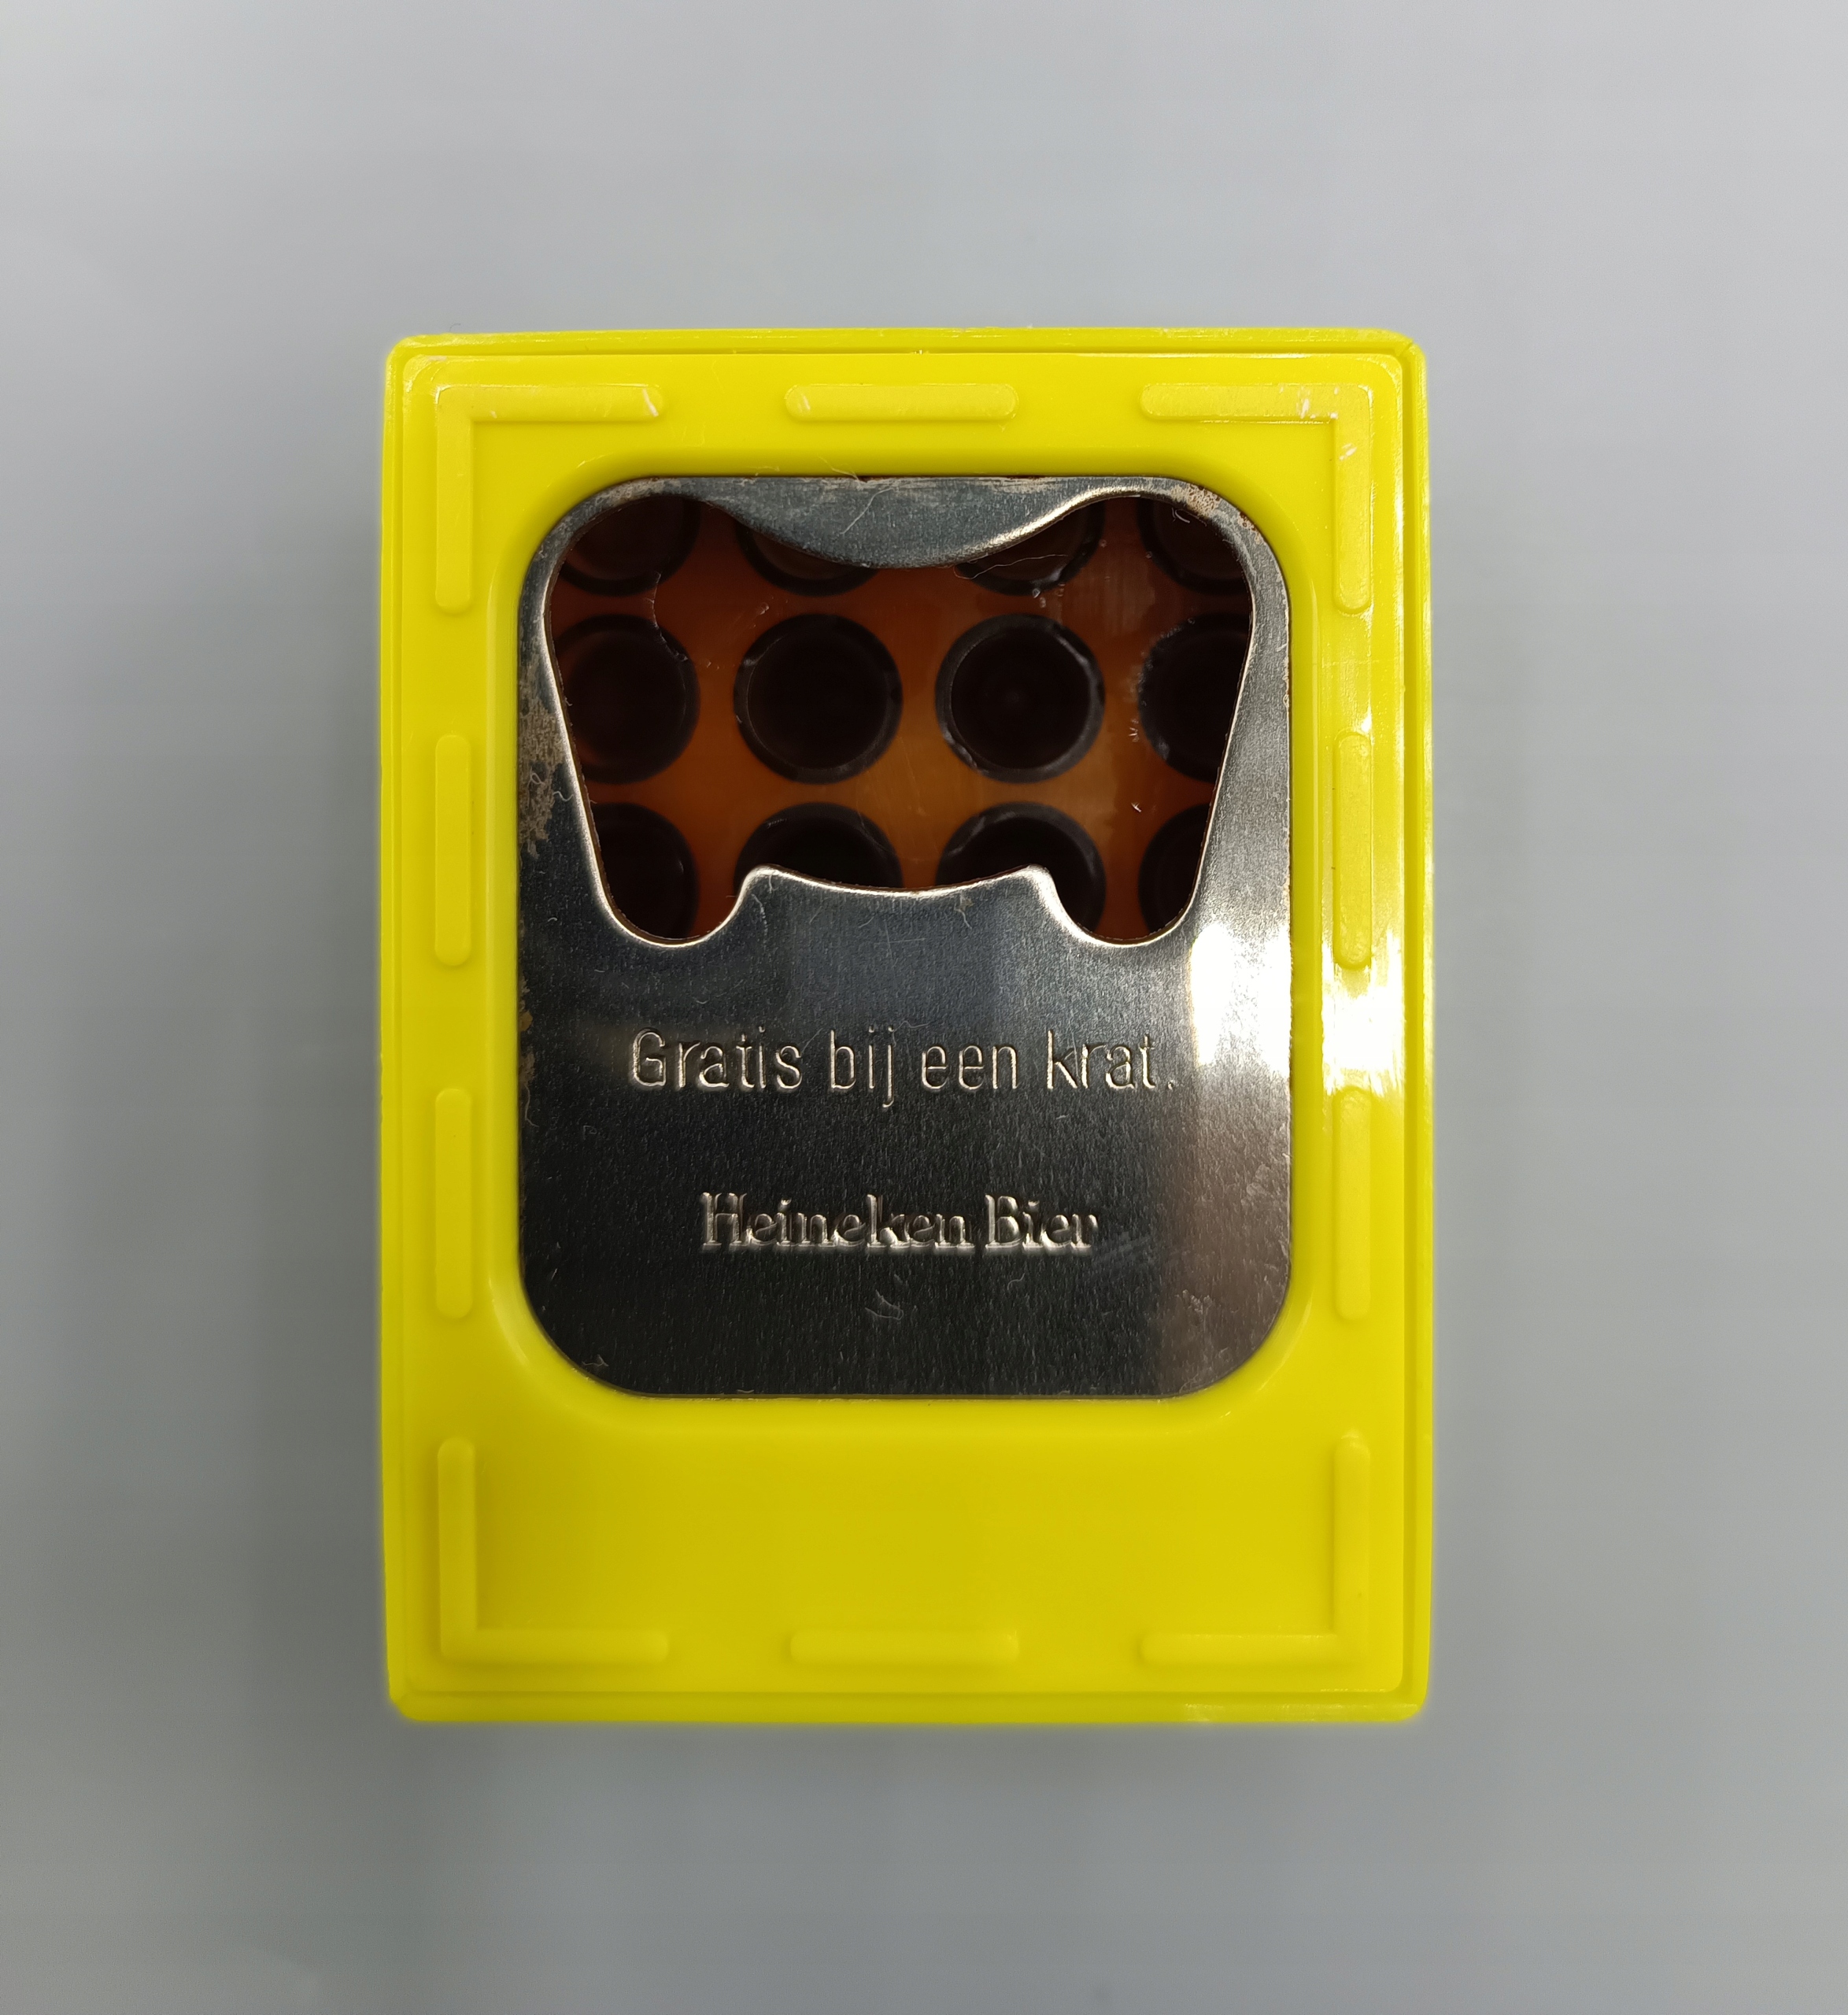 Gratis bij een krat.
Heineken Bier